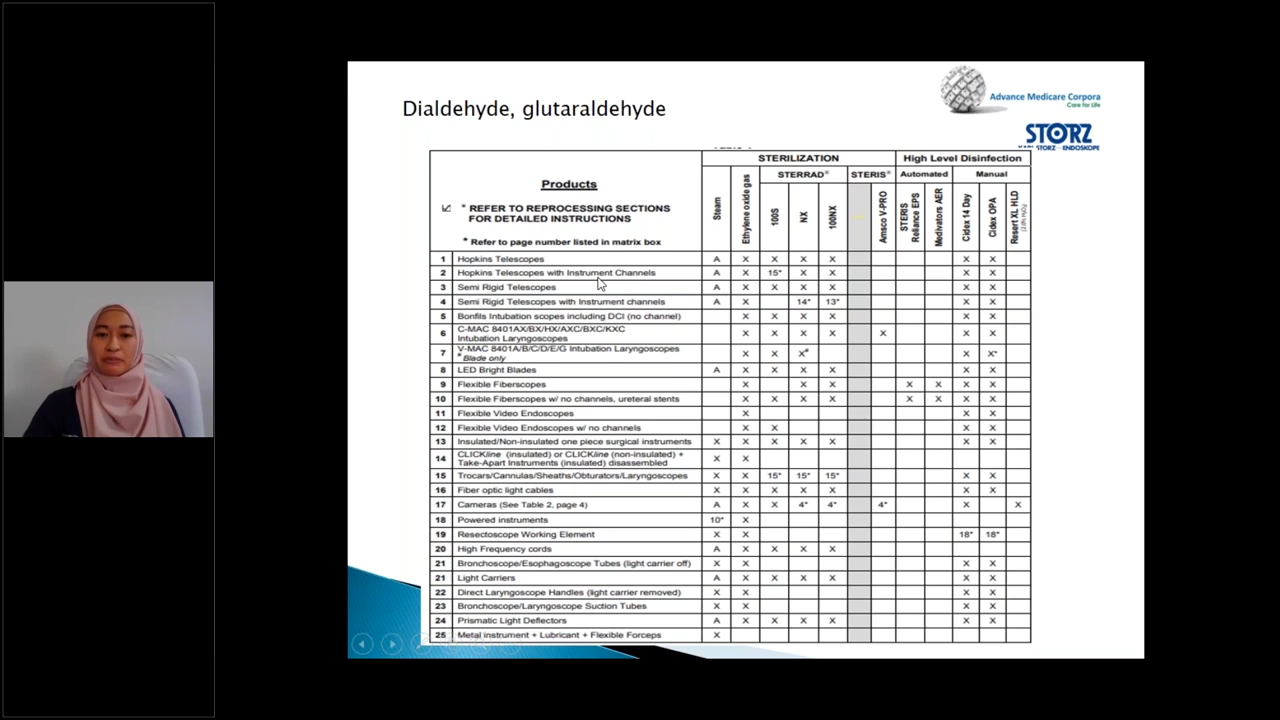 Dialdehyde, glutaraldehyde
Advance Medicare Corpora
Care for Life
STORZ
STORZ - ENDOSKOPE
Products
* REFER TO REPROCESSING SECTIONS
FOR DETAILED INSTRUCTIONS
* Refer to page number listed in matrix box
STERILIZATION
High Level Disinfection
STERRAD®
STERIS®
Automated
Manual
Steam
Ethylene oxide gas
100S
NX
100NX
Amsco V-PRO
STERIS
Reliance EPS
Medivators AER
Cidex 14 Day
Cidex OPA
Resert XL HLD
1 Hopkins Telescopes A X X X X X X
2 Hopkins Telescopes with Instrument Channels A X 15* X X X X
3 Semi Rigid Telescopes A X X X X X X
4 Semi Rigid Telescopes with Instrument channels A X 14* 13* X X
5 Bonfils Intubation scopes including DCI (no channel) X X X X X X
6 C-MAC 8401AX/BX/HX/AXC/BXC/KXC
Intubation Laryngoscopes X X X X X X X
7 V-MAC 8401A/B/C/D/E/G Intubation Laryngoscopes
# Blade only X X X# X X*
8 LED Bright Blades A X X X X X X
9 Flexible Fiberscopes X X X X X X X
10 Flexible Fiberscopes w/ no channels, ureteral stents X X X X X X X X
11 Flexible Video Endoscopes X X X
12 Flexible Video Endoscopes w/ no channels X X X X
13 Insulated/Non-insulated one piece surgical instruments X X X X X X X
14 CLICKline (insulated) or CLICKline (non-insulated) +
Take-Apart Instruments (insulated) disassembled X X
15 Trocars/Cannulas/Sheaths/Obturators/Laryngoscopes X X 15* 15* 15* X X
16 Fiber optic light cables X X X X X X X
17 Cameras (See Table 2, page 4) A X X 4* 4* 4* X X
18 Powered instruments 10* X
19 Resectoscope Working Element X X 18* 18*
20 High Frequency cords A X X X X
21 Bronchoscope/Esophagoscope Tubes (light carrier off) X X X X
21 Light Carriers A X X X X X X
22 Direct Laryngoscope Handles (light carrier removed) X X X X
23 Bronchoscope/Laryngoscope Suction Tubes X X X X
24 Prismatic Light Deflectors A X X X X X X
25 Metal instrument + Lubricant + Flexible Forceps X